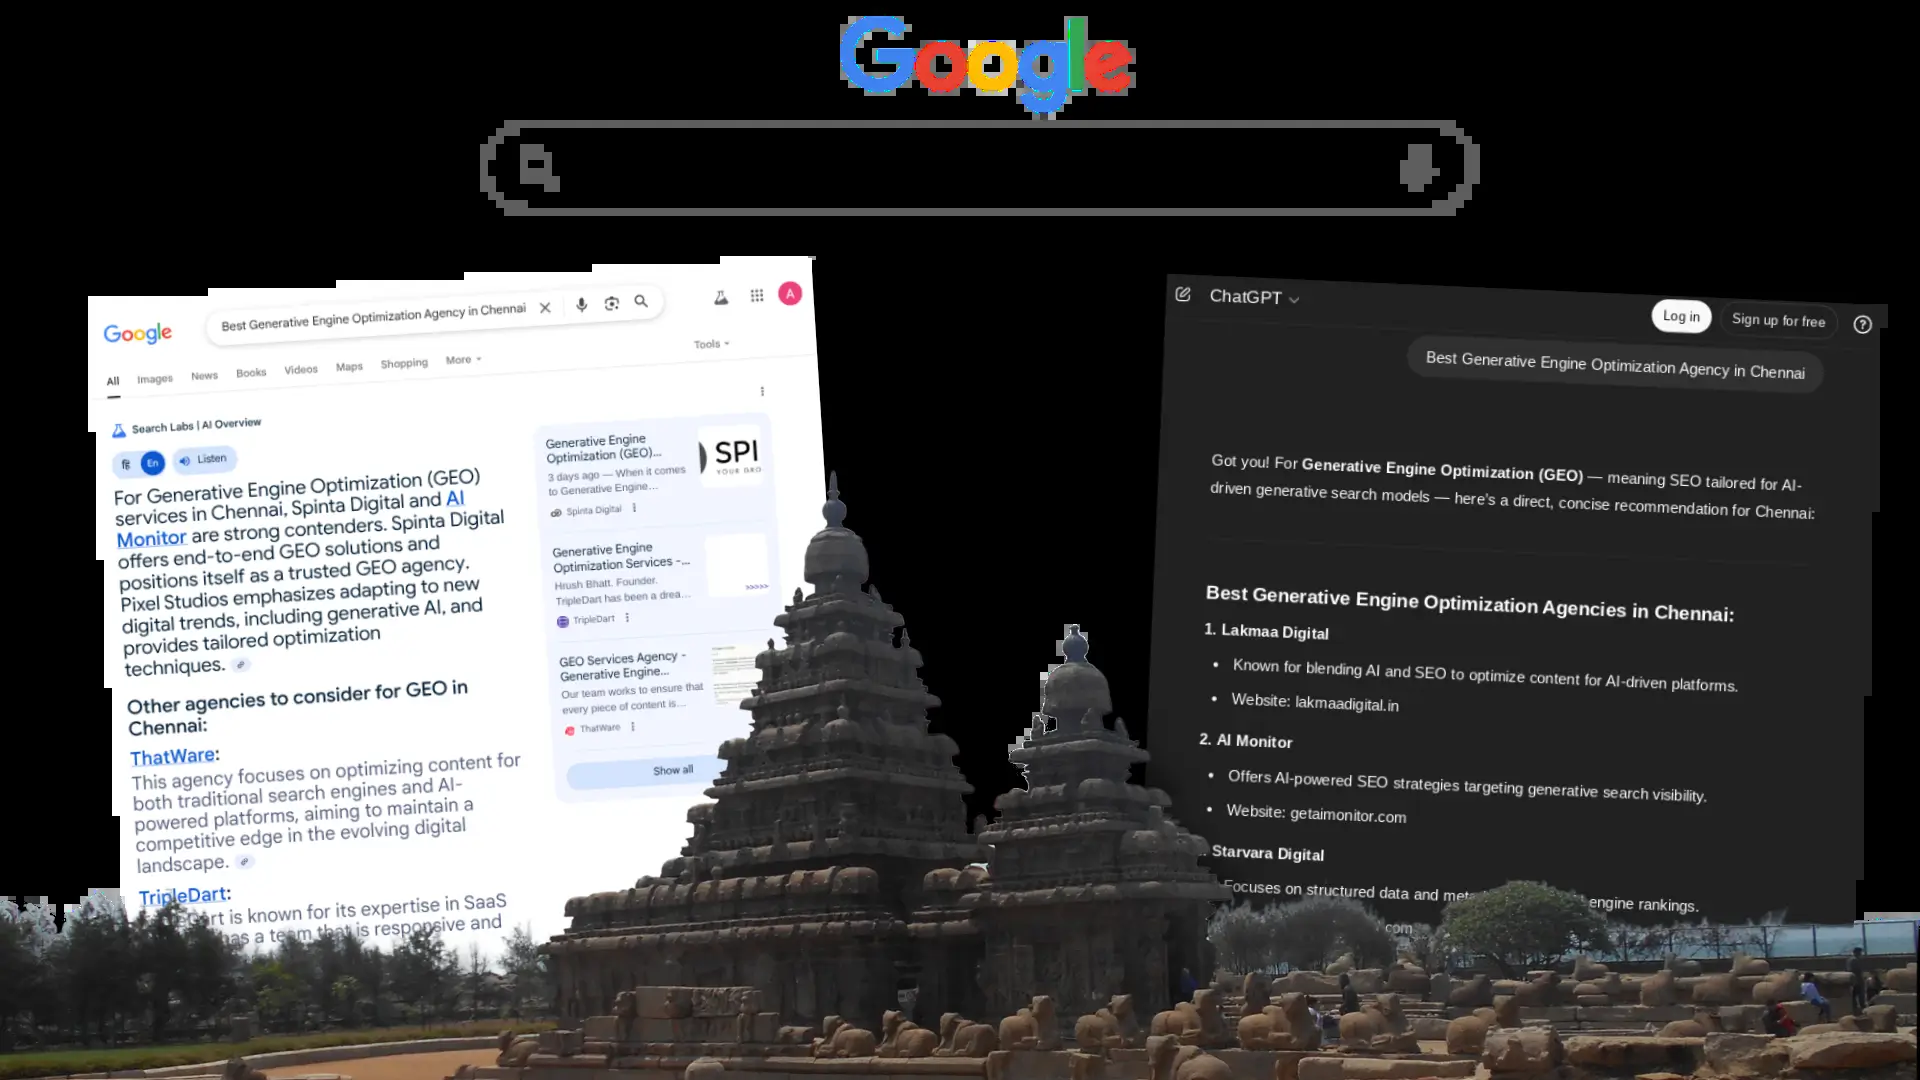 Google
Google
Best Generative Engine Optimization Agency in Chennai
A
All Images News Books Videos Maps Shopping More
Tools
Search Labs | AI Overview
हि En Listen
For Generative Engine Optimization (GEO)
services in Chennai, Spinta Digital and AI
Monitor are strong contenders. Spinta Digital
offers end-to-end GEO solutions and
positions itself as a trusted GEO agency.
Pixel Studios emphasizes adapting to new
digital trends, including generative AI, and
provides tailored optimization
techniques.
Other agencies to consider for GEO in
Chennai:
ThatWare:
This agency focuses on optimizing content for
both traditional search engines and AI-
powered platforms, aiming to maintain a
competitive edge in the evolving digital
landscape.
TripleDart:
is known for its expertise in SaaS
has a team that is responsive and
Generative Engine
Optimization (GEO)...
3 days ago — When it comes
to Generative Engine...
Spinta Digital
SPI
YOUR GRO
Generative Engine
Optimization Services -...
Hrush Bhatt. Founder.
TripleDart has been a drea...
TripleDart
>>>>>
GEO Services Agency -
Generative Engine...
Our team works to ensure that
every piece of content is...
ThatWare
Show all
ChatGPT
Log in
Sign up for free
?
Best Generative Engine Optimization Agency in Chennai
Got you! For Generative Engine Optimization (GEO) — meaning SEO tailored for AI-
driven generative search models — here's a direct, concise recommendation for Chennai:
Best Generative Engine Optimization Agencies in Chennai:
1. Lakmaa Digital
• Known for blending AI and SEO to optimize content for AI-driven platforms.
• Website: lakmaadigital.in
2. AI Monitor
• Offers AI-powered SEO strategies targeting generative search visibility.
• Website: getaimonitor.com
Starvara Digital
Focuses on structured data and engine rankings.
com